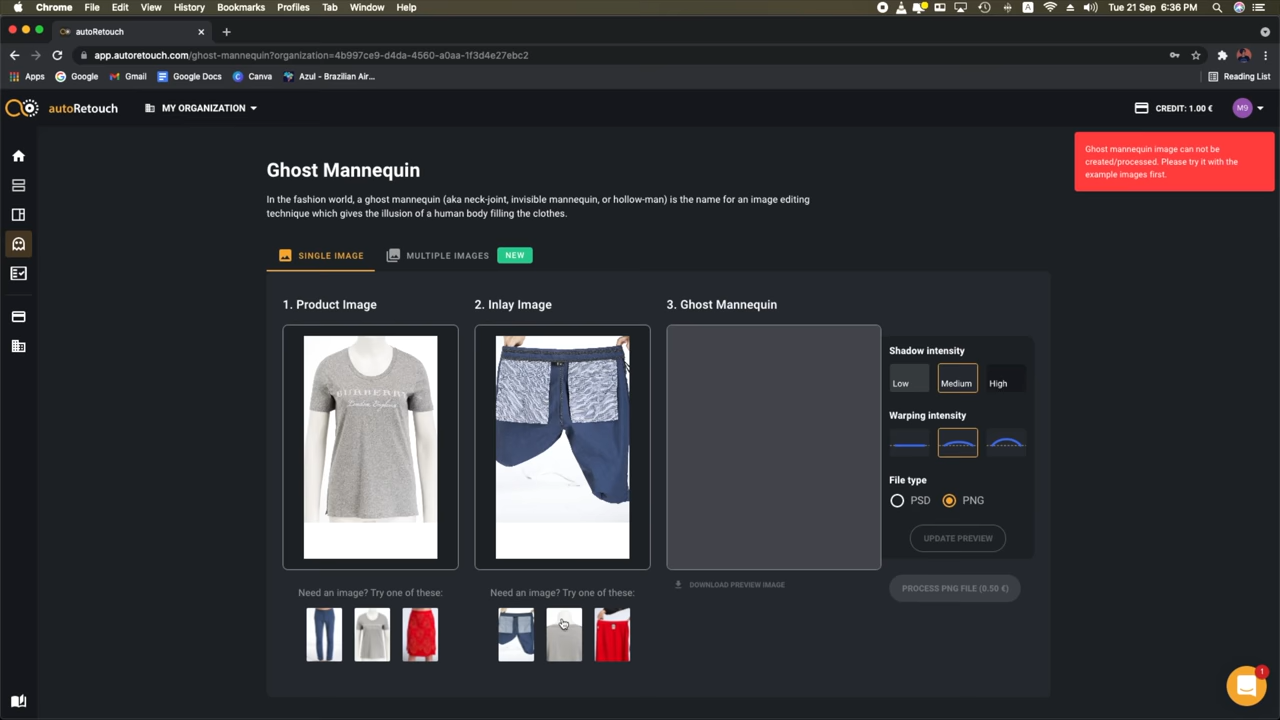 Chrome File Edit View History Bookmarks Profiles Tab Window Help
A Tue 21 Sep 6:36 PM
autoRetouch
app.autoretouch.com/ghost-mannequin?organization=4b997ce9-d4da-4560-a0aa-1f3d4e27ebc2
Apps Google Gmail Google Docs Canva Azul - Brazilian Air... Reading List
autoRetouch MY ORGANIZATION CREDIT: 1.00 € M9
Ghost mannequin image can not be
created/processed. Please try it with the
example images first.
Ghost Mannequin
In the fashion world, a ghost mannequin (aka neck-joint, invisible mannequin, or hollow-man) is the name for an image editing
technique which gives the illusion of a human body filling the clothes.
SINGLE IMAGE MULTIPLE IMAGES NEW
1. Product Image 2. Inlay Image 3. Ghost Mannequin
BURBERRY
Shadow intensity
Low Medium High
Warping intensity
File type
PSD PNG
UPDATE PREVIEW
DOWNLOAD PREVIEW IMAGE
PROCESS PNG FILE (0.50 €)
Need an image? Try one of these: Need an image? Try one of these:
1